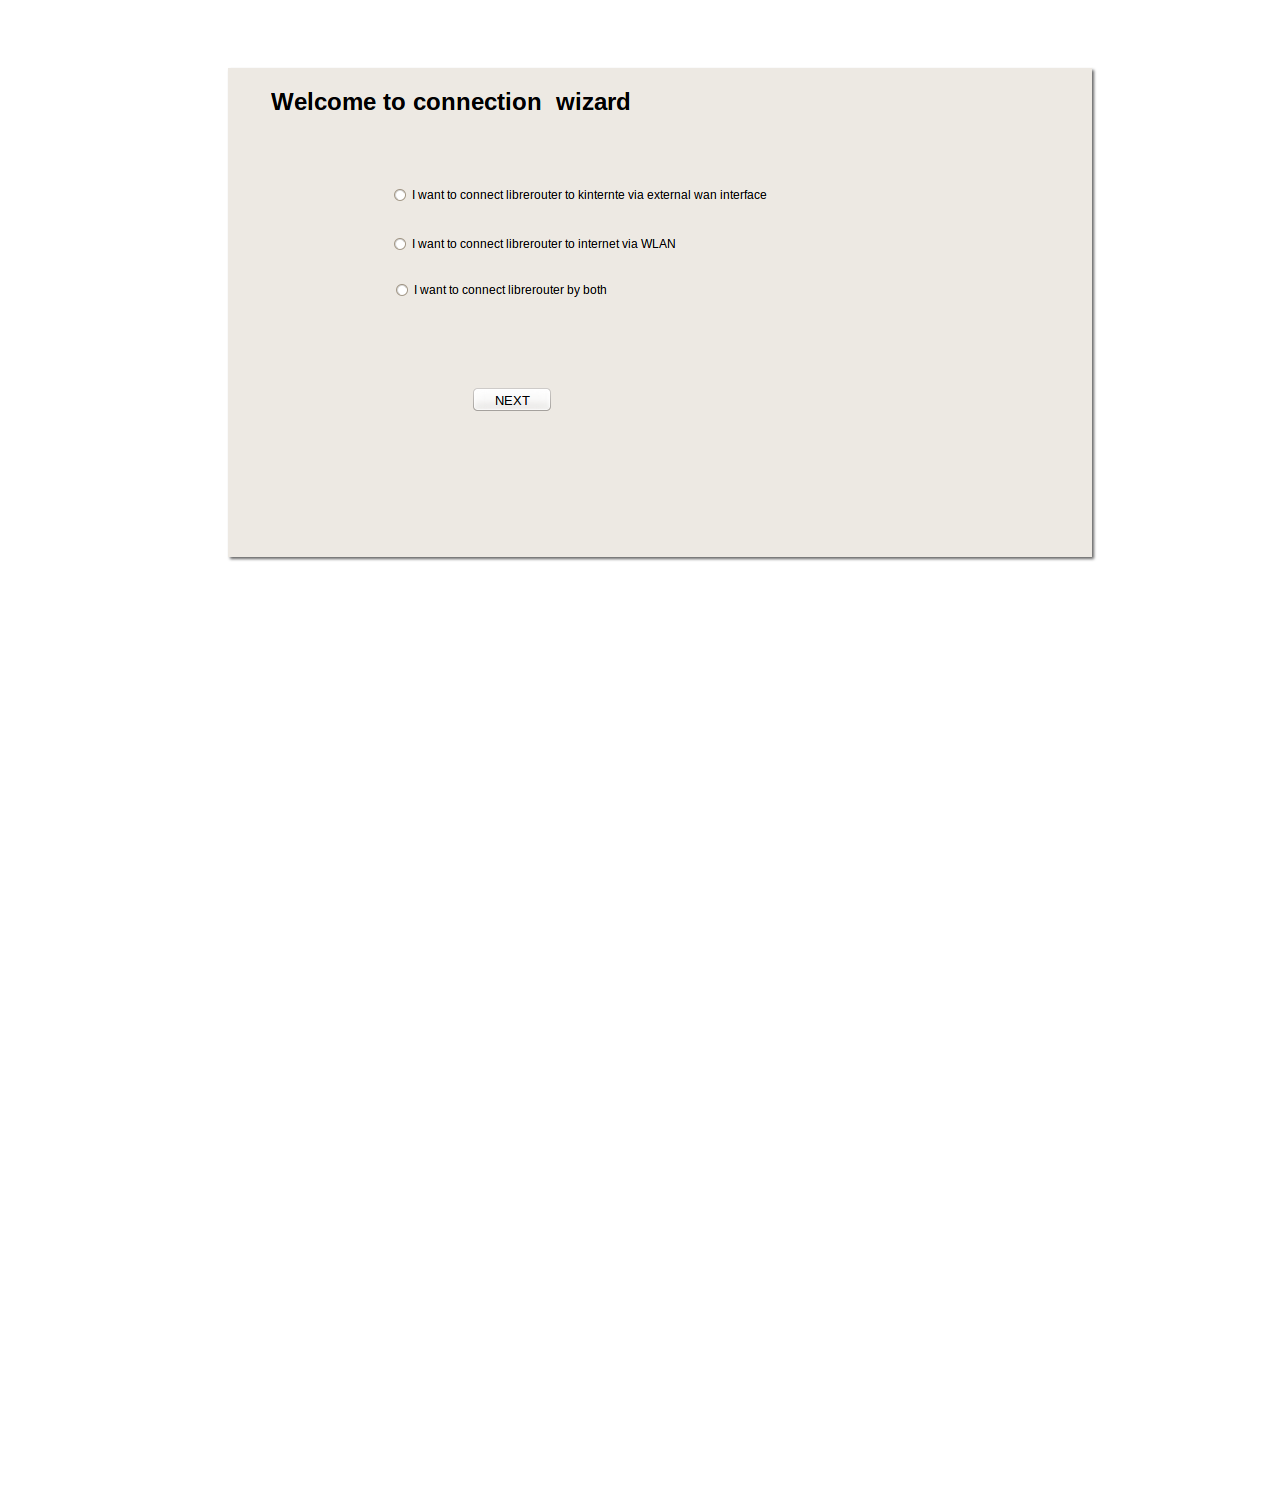 Welcome to connection  wizard
I want to connect librerouter to kinternte via external wan interface
I want to connect librerouter to internet via WLAN
I want to connect librerouter by both
NEXT